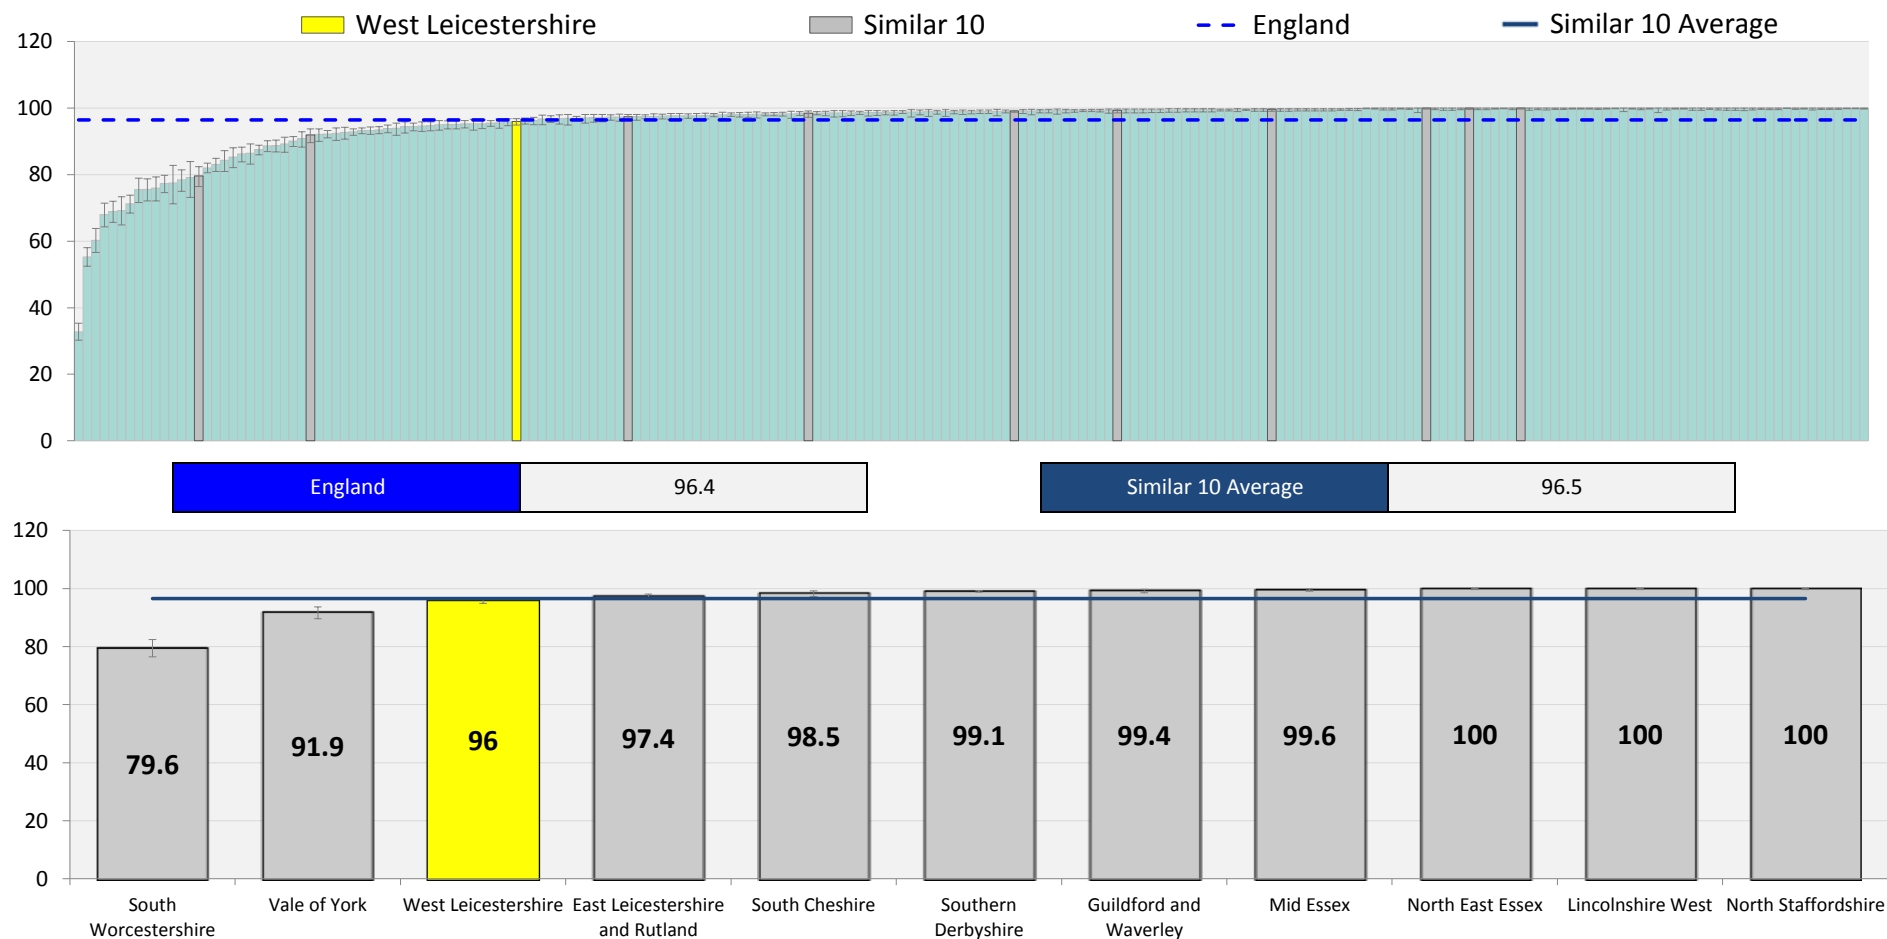 West Leicestershire Similar 10 England Similar 10 Average
120
100
80
60
40
20
0
England 96.4 Similar 10 Average 96.5
120
100
80
60
40
20
0
79.6 91.9 96 97.4 98.5 99.1 99.4 99.6 100 100 100
South Vale of York West Leicestershire East Leicestershire South Cheshire Southern Guildford and Mid Essex North East Essex Lincolnshire West North Staffordshire
Worcestershire and Rutland Derbyshire Waverley